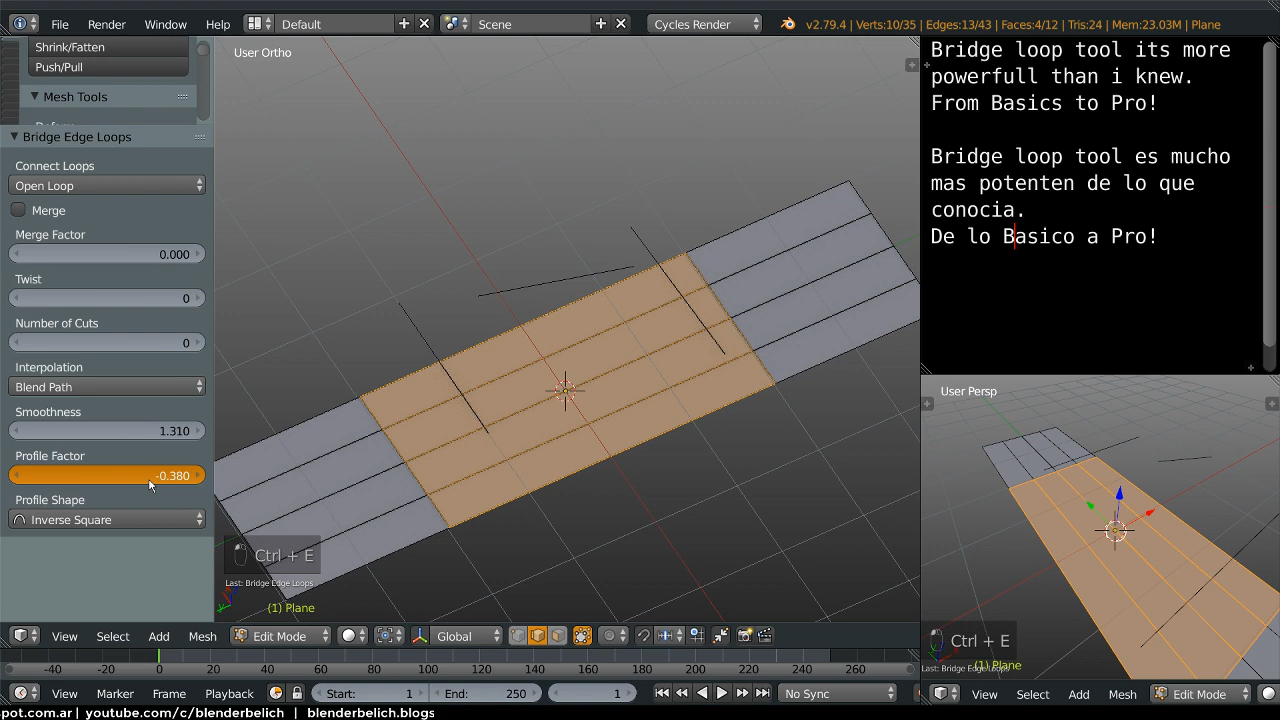 File Render Window Help Default Scene Cycles Render v2.79.4 | Verts:10/35 | Edges:13/43 | Faces:4/12 | Tris:24 | Mem:23.03M | Plane
Shrink/Fatten
Push/Pull
Mesh Tools
Bridge Edge Loops
Connect Loops
Open Loop
Merge
Merge Factor
0.000
Twist
0
Number of Cuts
0
Interpolation
Blend Path
Smoothness
1.310
Profile Factor
-0.380
Profile Shape
Inverse Square
User Ortho
Ctrl + E
Last: Bridge Edge Loops
(1) Plane
Bridge loop tool its more
powerfull than i knew.
From Basics to Pro!
Bridge loop tool es mucho
mas potenten de lo que
conocia.
De lo Basico a Pro!
User Persp
Ctrl + E
Last: Bridge Edge Loops
(1) Plane
View Select Add Mesh Edit Mode Global
View Select Add Mesh Edit Mode
-40 -20 0 20 40 60 80 100 120 140 160 180 200 220 240 260
View Marker Frame Playback Start: 1 End: 250 1 No Sync
spot.com.ar | youtube.com/c/blenderbelich | blenderbelich.blogs